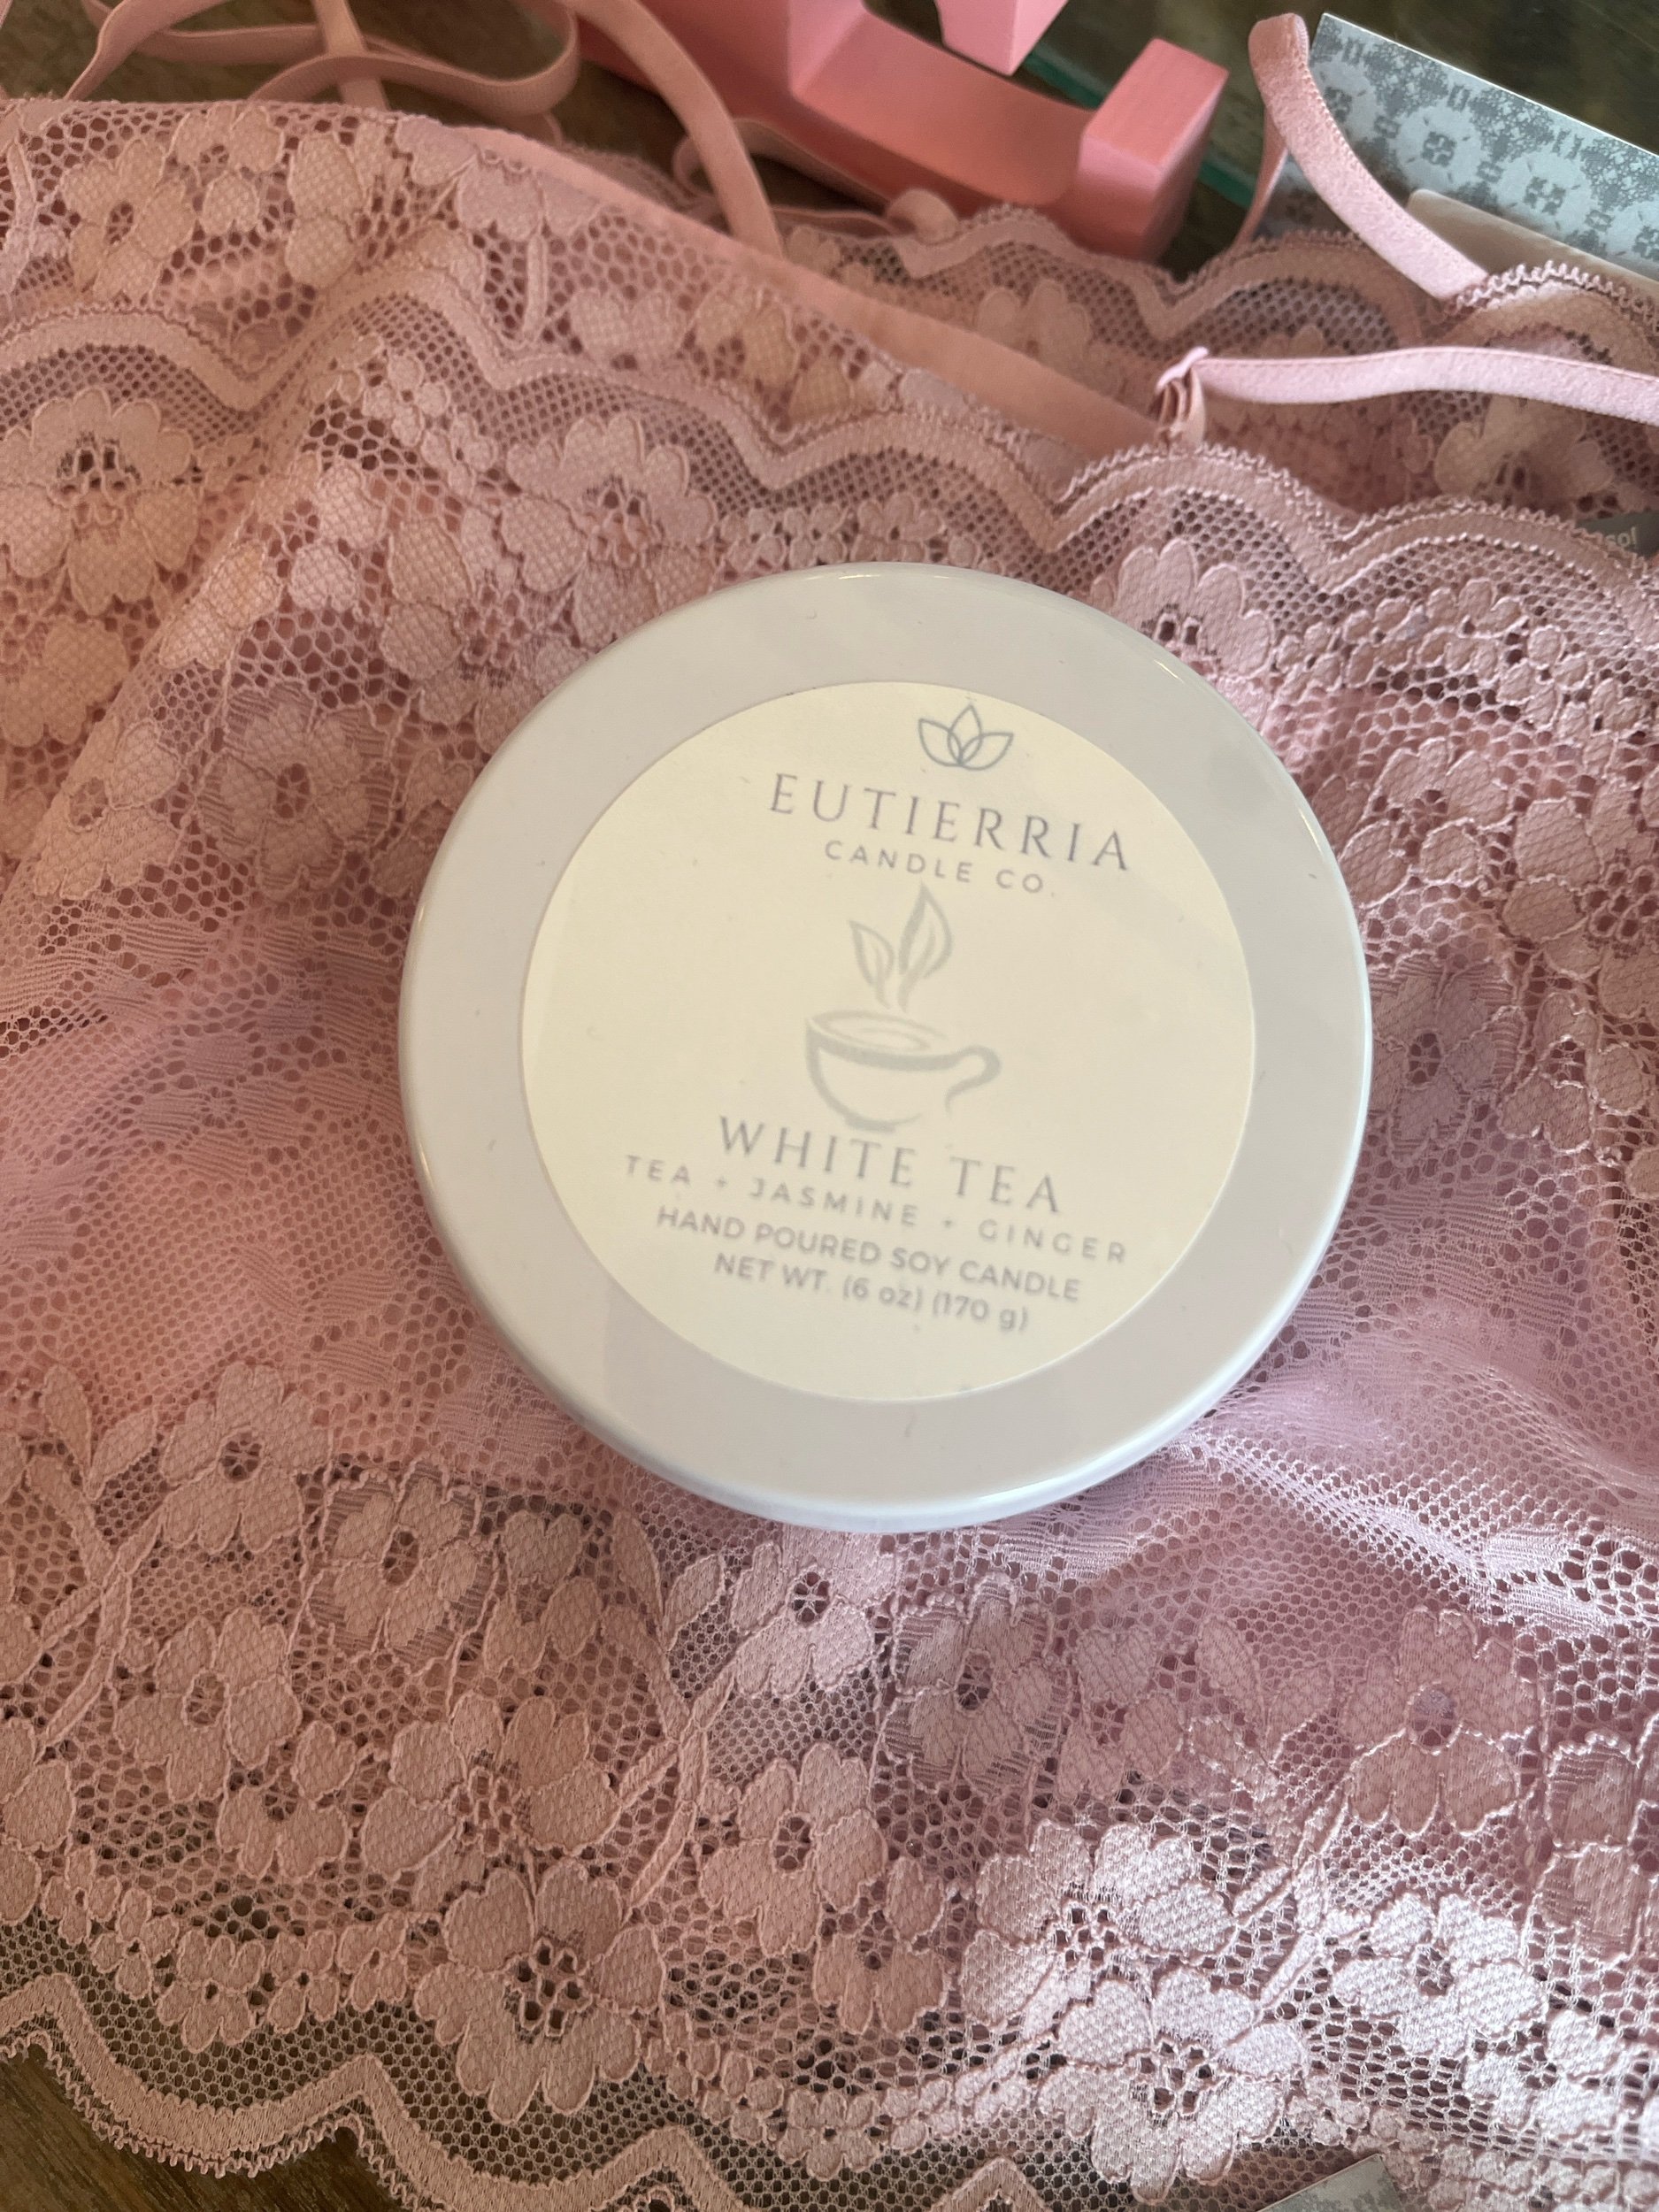 EUTIERRIA
CANDLE CO.
WHITE TEA
TEA + JASMINE + GINGER
HAND POURED SOY CANDLE
NET WT. (6 oz) (170 g)